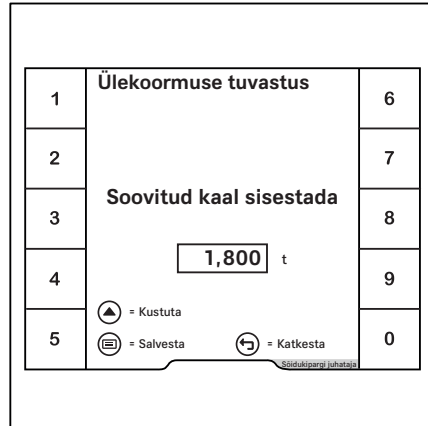 Ülekoormuse tuvastus
1
6
2
7
Soovitud kaal sisestada
3
8
1,800 t
4
9
= Kustuta
5
= Salvesta = Katkesta
0
Sõidukipargi juhataja